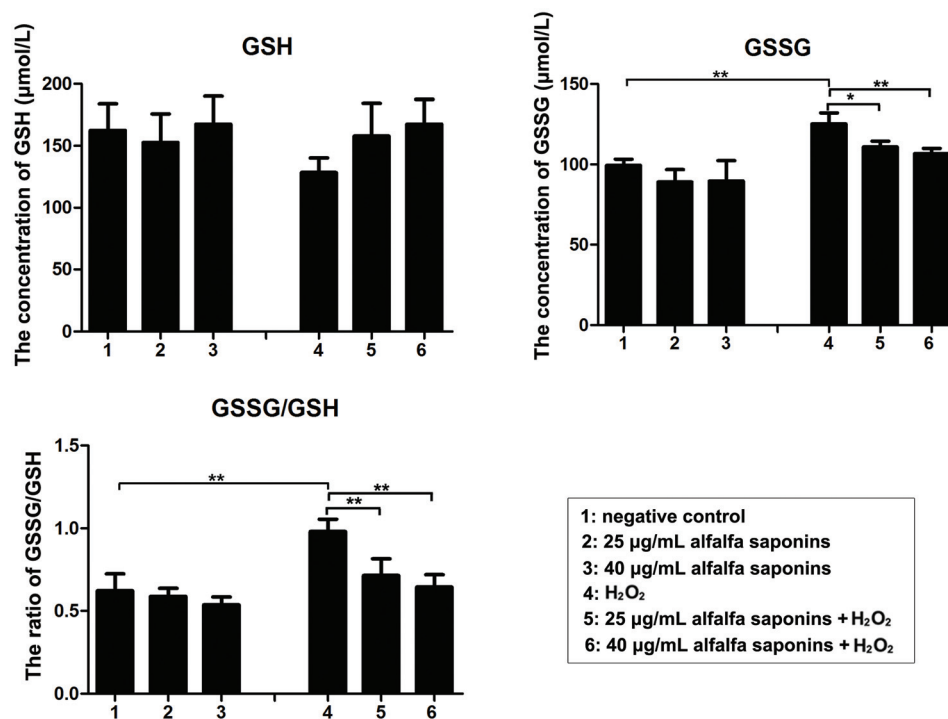 GSH
The concentration of GSH (μmol/L)
200
150
100
50
0
1 2 3 4 5 6
GSSG
The concentration of GSSG (μmol/L)
150
100
50
0
** ** *
1 2 3 4 5 6
GSSG/GSH
The ratio of GSSG/GSH
1.5
1.0
0.5
0.0
** ** **
1 2 3 4 5 6
1: negative control
2: 25 μg/mL alfalfa saponins
3: 40 μg/mL alfalfa saponins
4: H₂O₂
5: 25 μg/mL alfalfa saponins + H₂O₂
6: 40 μg/mL alfalfa saponins + H₂O₂